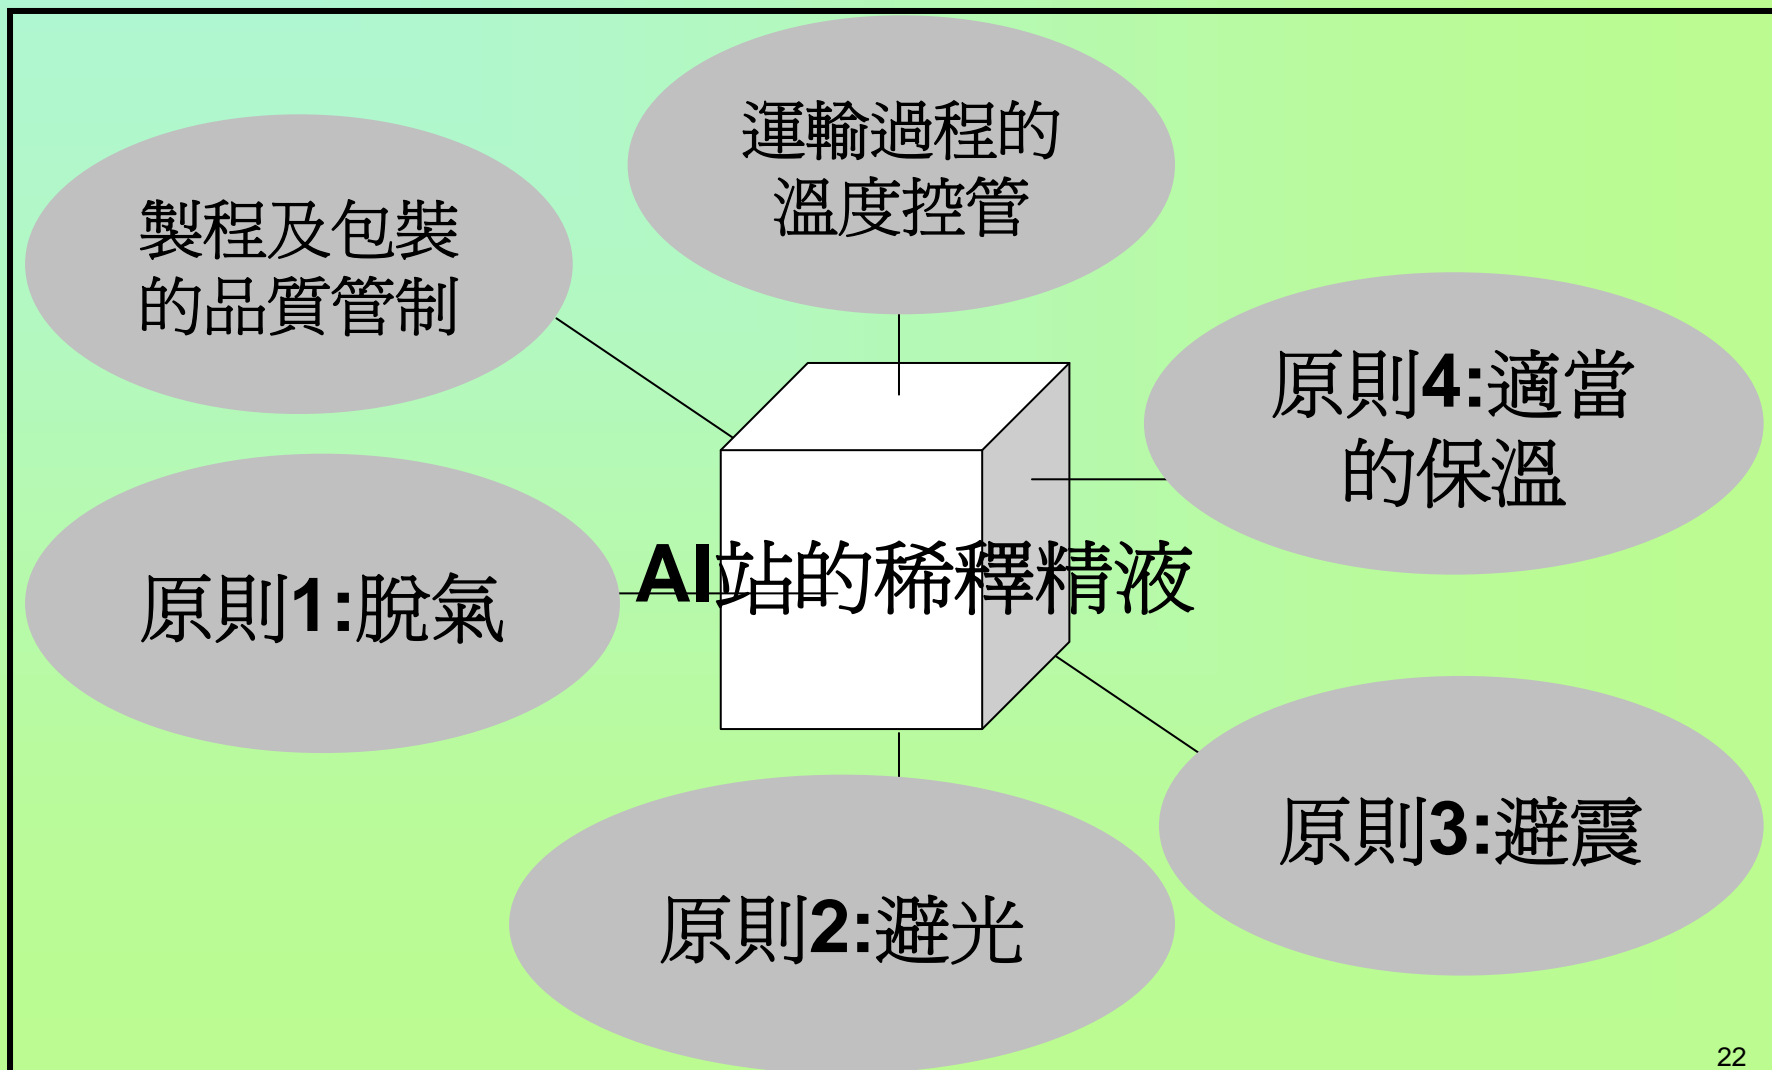 運輸過程的
溫度控管
製程及包裝
的品質管制
原則4:適當
的保溫
AI站的稀釋精液
原則1:脫氣
原則3:避震
原則2:避光
22